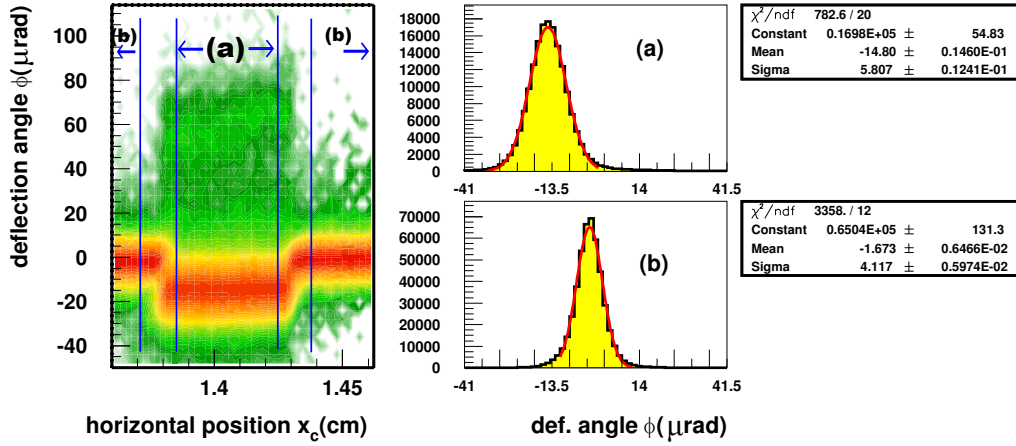 deflection angle ϕ(μrad)
100
80
60
40
20
0
-20
-40
(b)
(a)
(b)
1.4
1.45
horizontal position x_c(cm)
18000
16000
14000
12000
10000
8000
6000
4000
2000
0
(a)
-41
-13.5
14
41.5
χ²/ndf 782.6 / 20
Constant 0.1698E+05 ± 54.83
Mean -14.80 ± 0.1460E-01
Sigma 5.807 ± 0.1241E-01
70000
60000
50000
40000
30000
20000
10000
0
(b)
-41
-13.5
14
41.5
def. angle ϕ(μrad)
χ²/ndf 3358. / 12
Constant 0.6504E+05 ± 131.3
Mean -1.673 ± 0.6466E-02
Sigma 4.117 ± 0.5974E-02